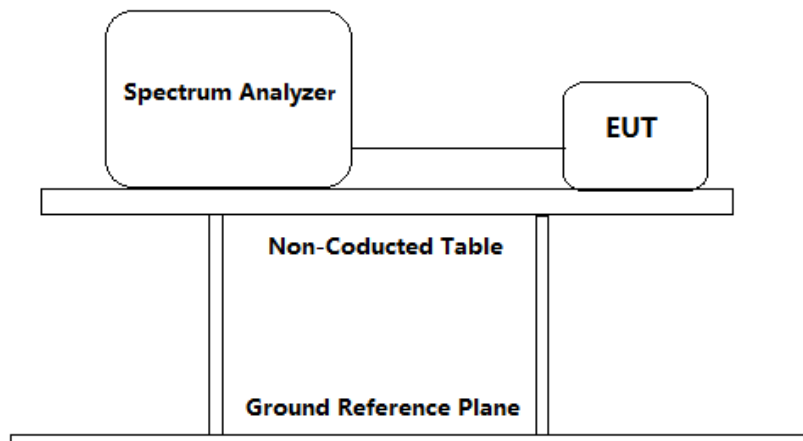 Spectrum Analyzer
EUT
Non-Coducted Table
Ground Reference Plane